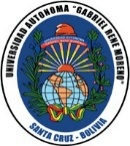 UNIVERSIDAD AUTONOMA "GABRIEL RENE MORENO"
SANTA CRUZ - BOLIVIA